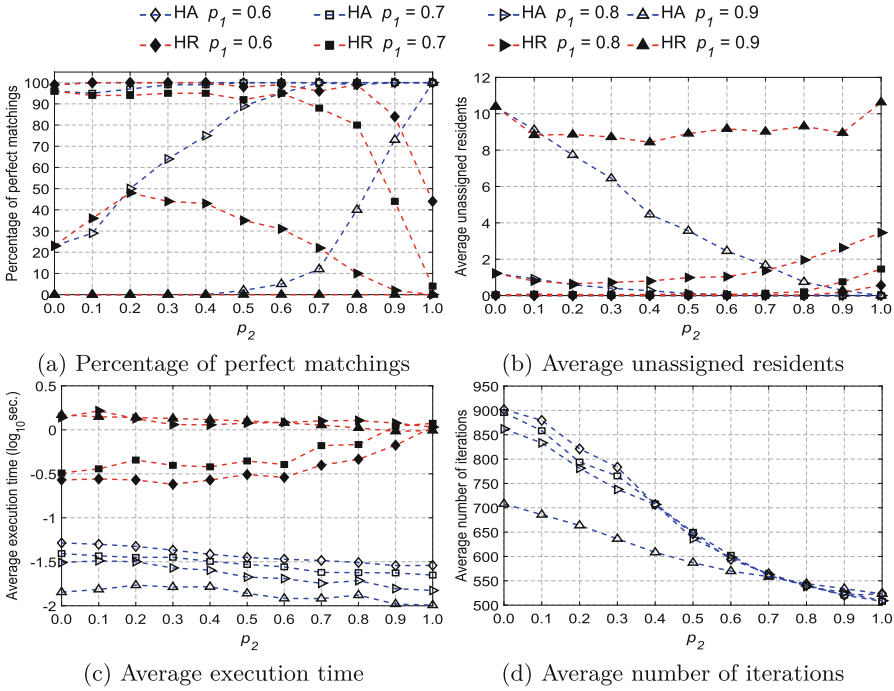 HA p1 = 0.6 HA p1 = 0.7 HA p1 = 0.8 HA p1 = 0.9
HR p1 = 0.6 HR p1 = 0.7 HR p1 = 0.8 HR p1 = 0.9
Percentage of perfect matchings
100
90
80
70
60
50
40
30
20
10
0
0.0 0.1 0.2 0.3 0.4 0.5 0.6 0.7 0.8 0.9 1.0
p2
(a) Percentage of perfect matchings
Average unassigned residents
12
10
8
6
4
2
0
0.0 0.1 0.2 0.3 0.4 0.5 0.6 0.7 0.8 0.9 1.0
p2
(b) Average unassigned residents
Average execution time (log10sec.)
0.5
0
-0.5
-1
-1.5
-2
0.0 0.1 0.2 0.3 0.4 0.5 0.6 0.7 0.8 0.9 1.0
p2
(c) Average execution time
Average number of iterations
950
900
850
800
750
700
650
600
550
500
0.0 0.1 0.2 0.3 0.4 0.5 0.6 0.7 0.8 0.9 1.0
p2
(d) Average number of iterations